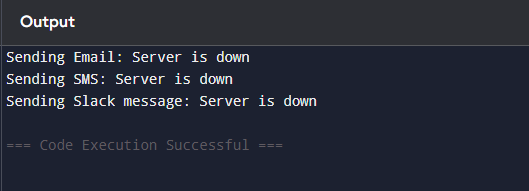 Output
Sending Email: Server is down
Sending SMS: Server is down
Sending Slack message: Server is down
=== Code Execution Successful ===